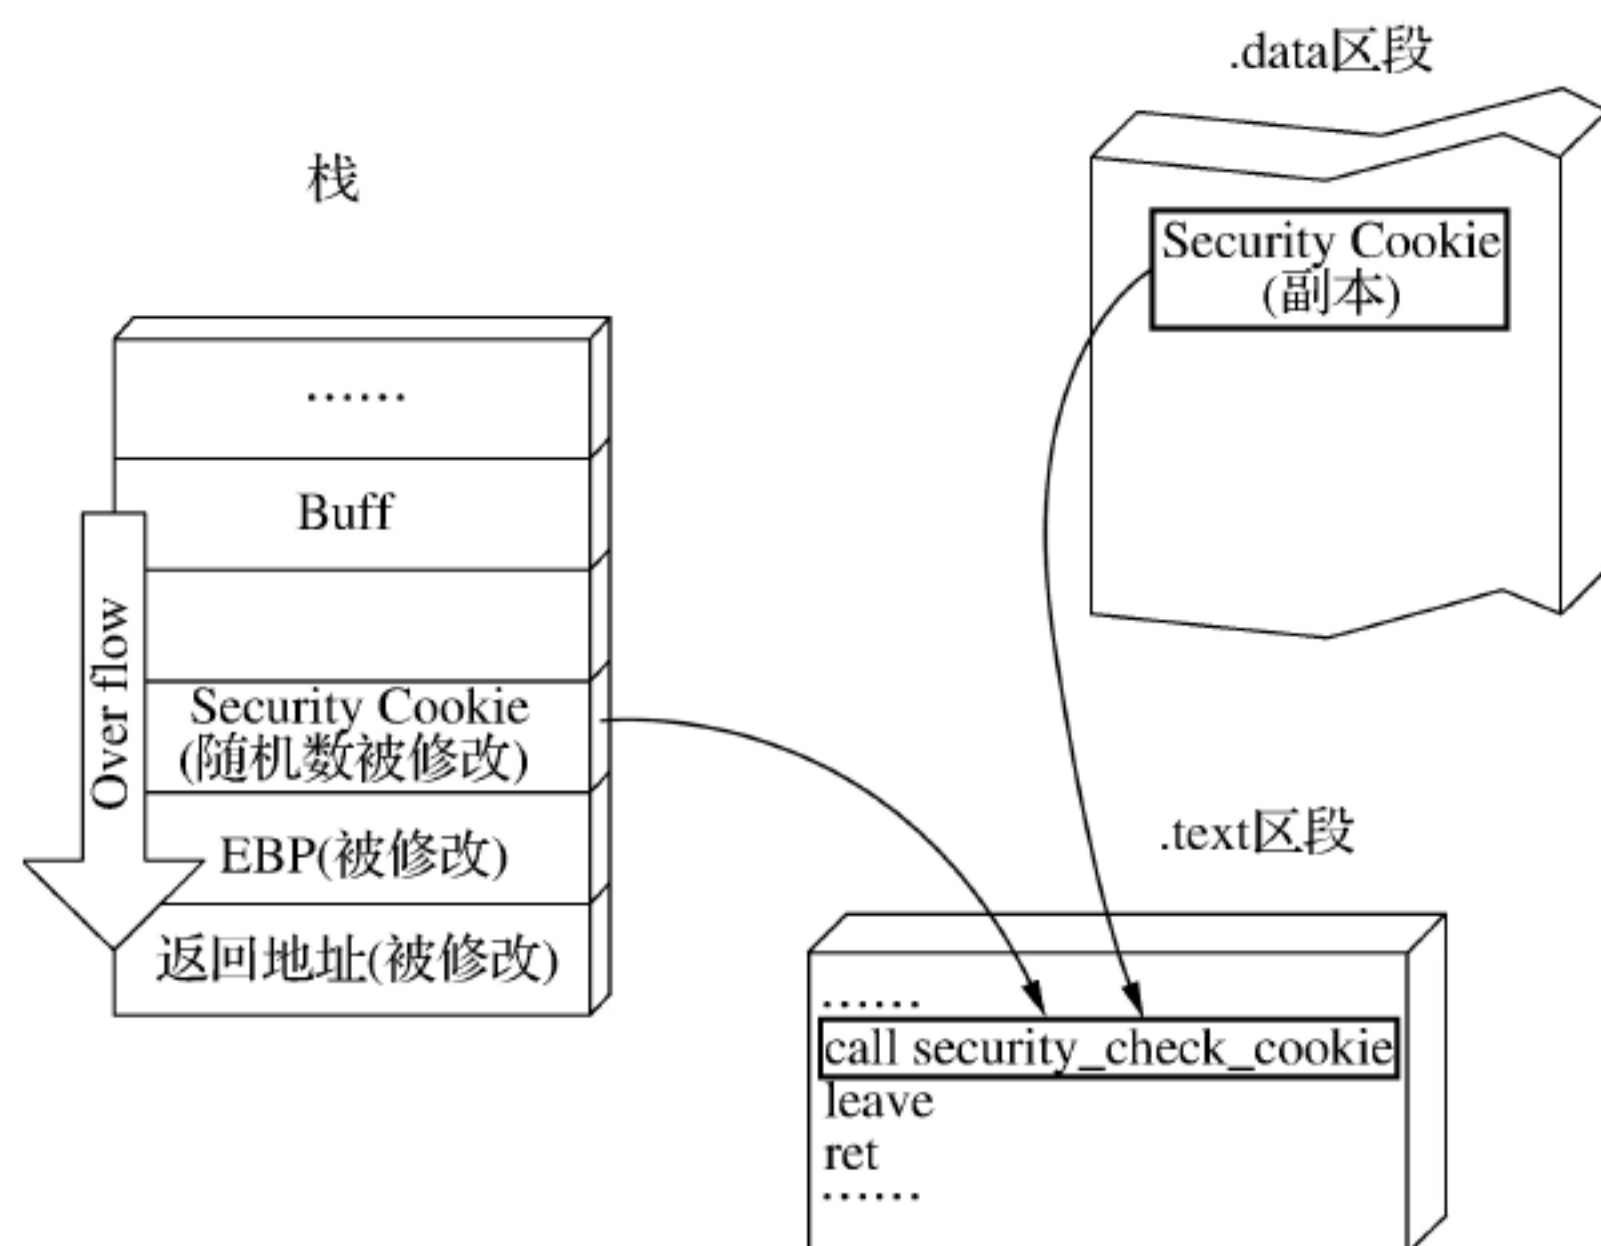 .data区段
栈
Security Cookie
(副本)
……
Buff
Over flow
Security Cookie
(随机数被修改)
EBP(被修改)
返回地址(被修改)
.text区段
……
call security_check_cookie
leave
ret
……